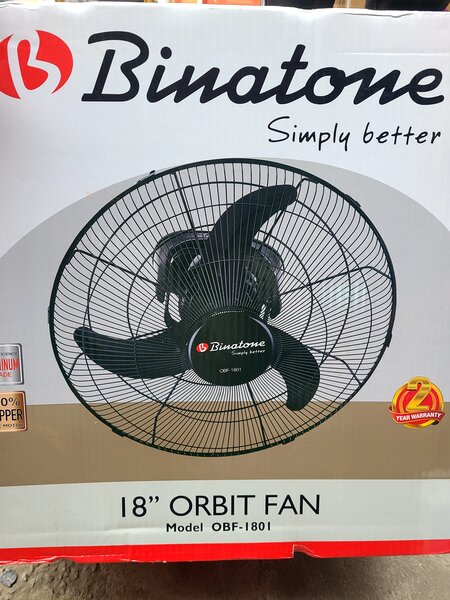 Binatone
Simply better
Binatone
Simply better
OBF-1801
2
YEAR WARRANTY
18” ORBIT FAN
Model OBF-1801